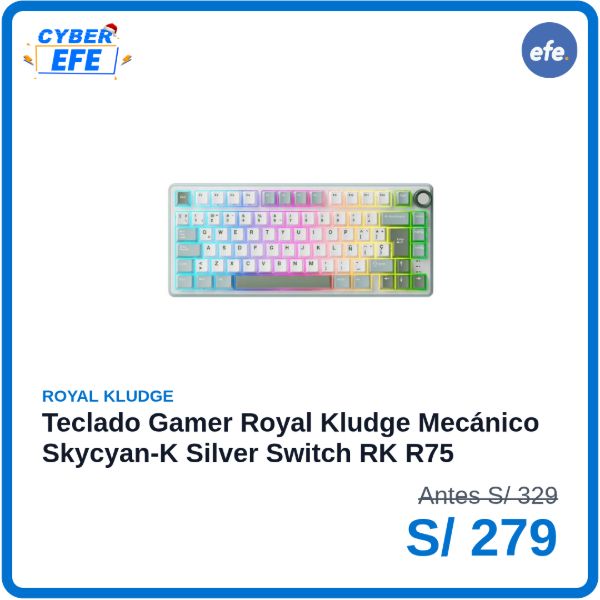 CYBER
EFE
efe.
Q W E R T Y U I O P
A S D F G H J K L Ñ
Z X C V B N M
ROYAL KLUDGE
Teclado Gamer Royal Kludge Mecánico
Skycyan-K Silver Switch RK R75
Antes S/ 329
S/ 279